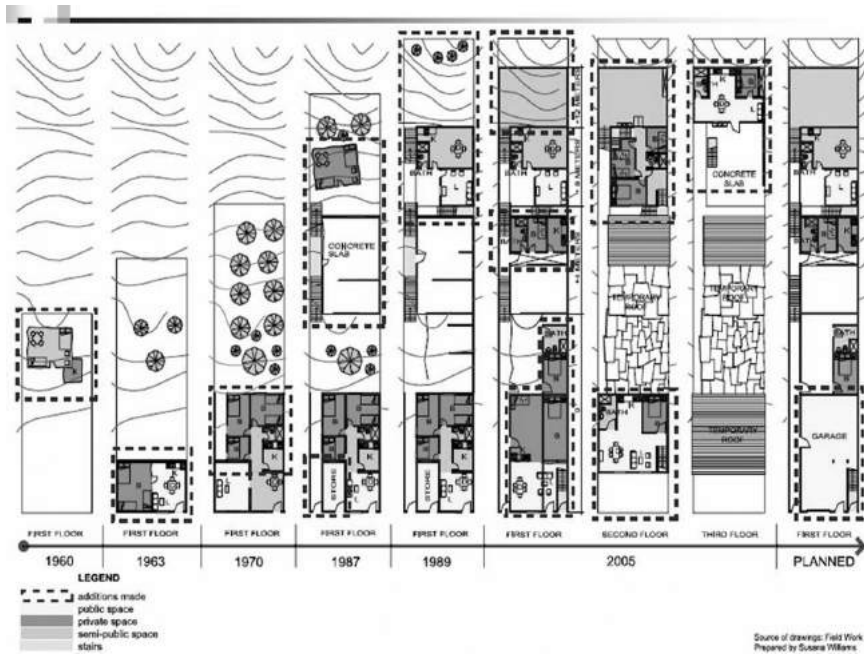 BATH
K
L
CONCRETE
SLAB
STORE
BATH
K
L
STORE
K
L
BATH
TEMPORARY
ROOF
BATH
CONCRETE
SLAB
TEMPORARY
ROOF
TEMPORARY
ROOF
BATH
GARAGE
FIRST FLOOR
FIRST FLOOR
FIRST FLOOR
FIRST FLOOR
FIRST FLOOR
FIRST FLOOR
SECOND FLOOR
THIRD FLOOR
FIRST FLOOR
1960
1963
1970
1987
1989
2005
PLANNED
LEGEND
additions made
public space
private space
semi-public space
stairs
Source of drawings: Field Work
Prepared by Susana Williams